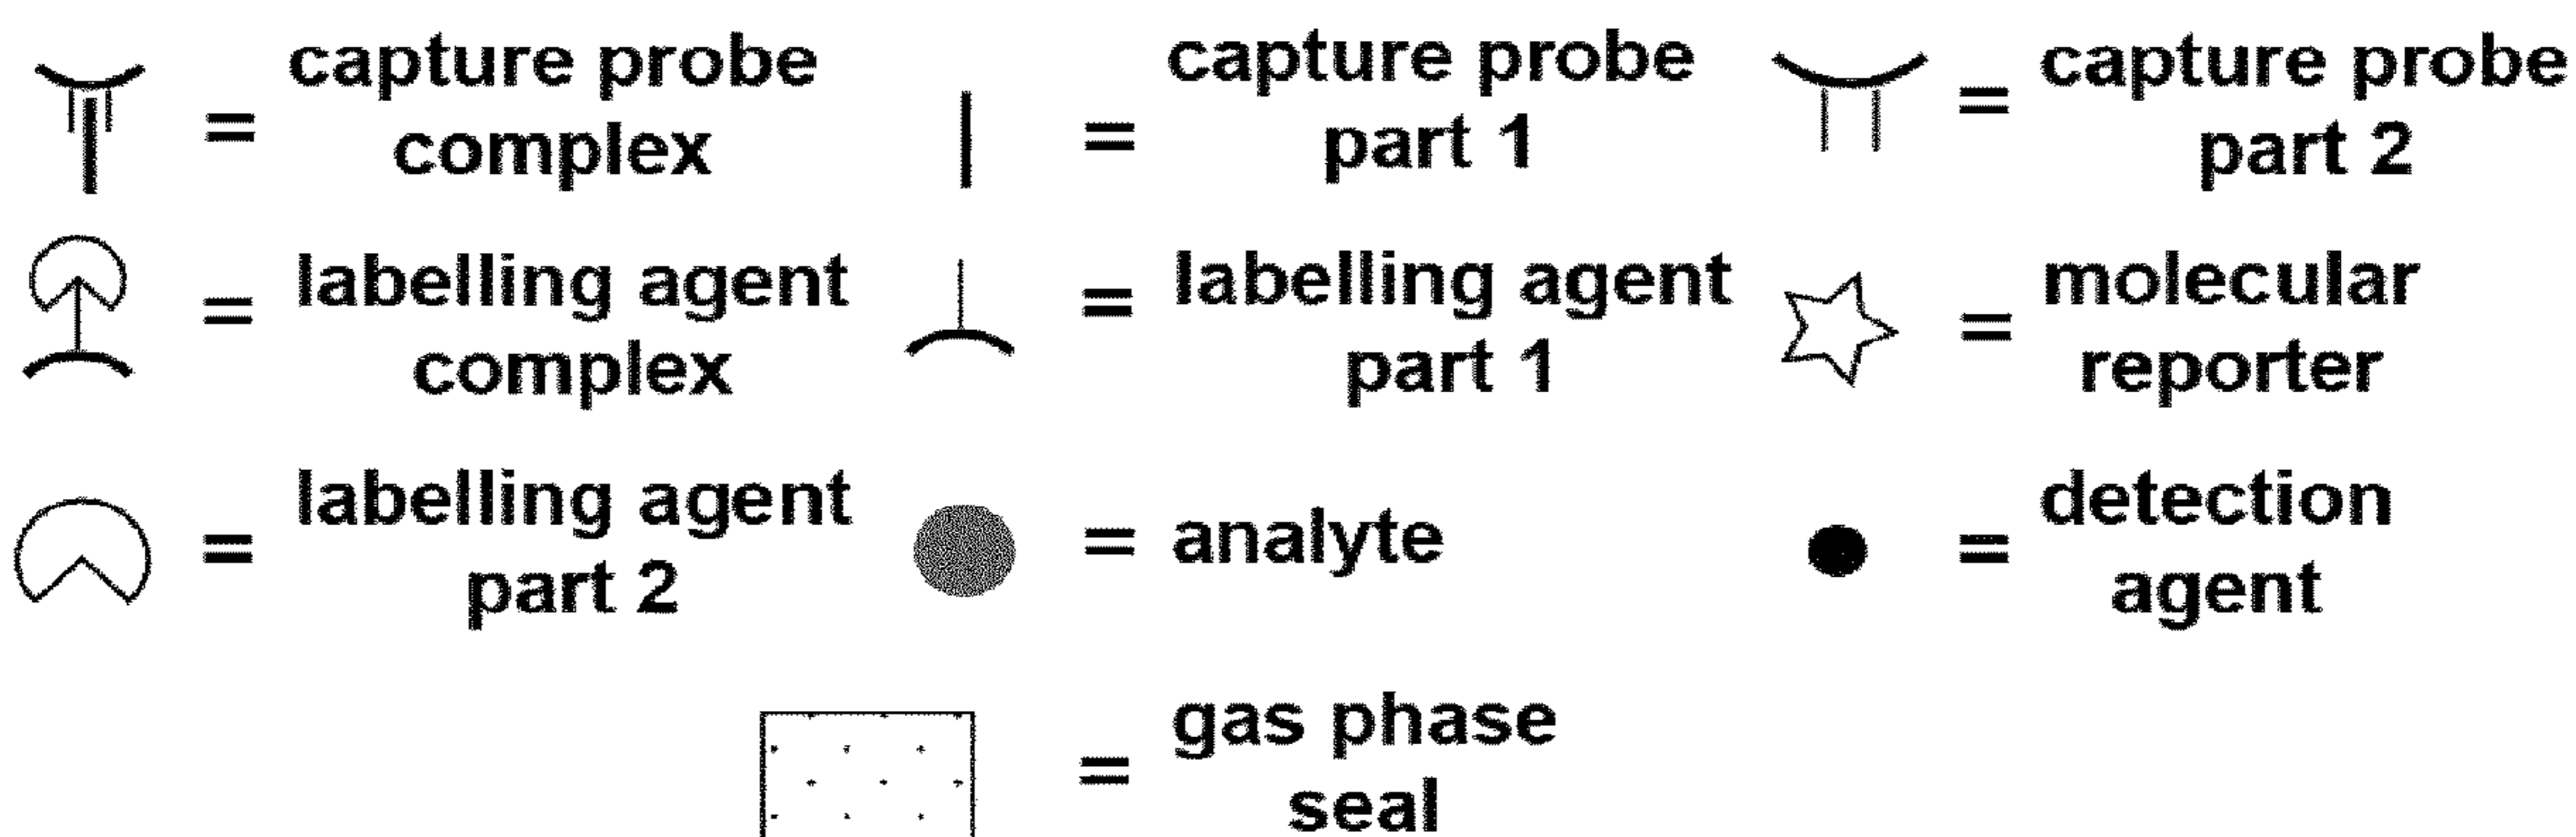 = capture probe complex
= capture probe part 1
= capture probe part 2
= labelling agent complex
= labelling agent part 1
= molecular reporter
= labelling agent part 2
= analyte
= detection agent
= gas phase seal